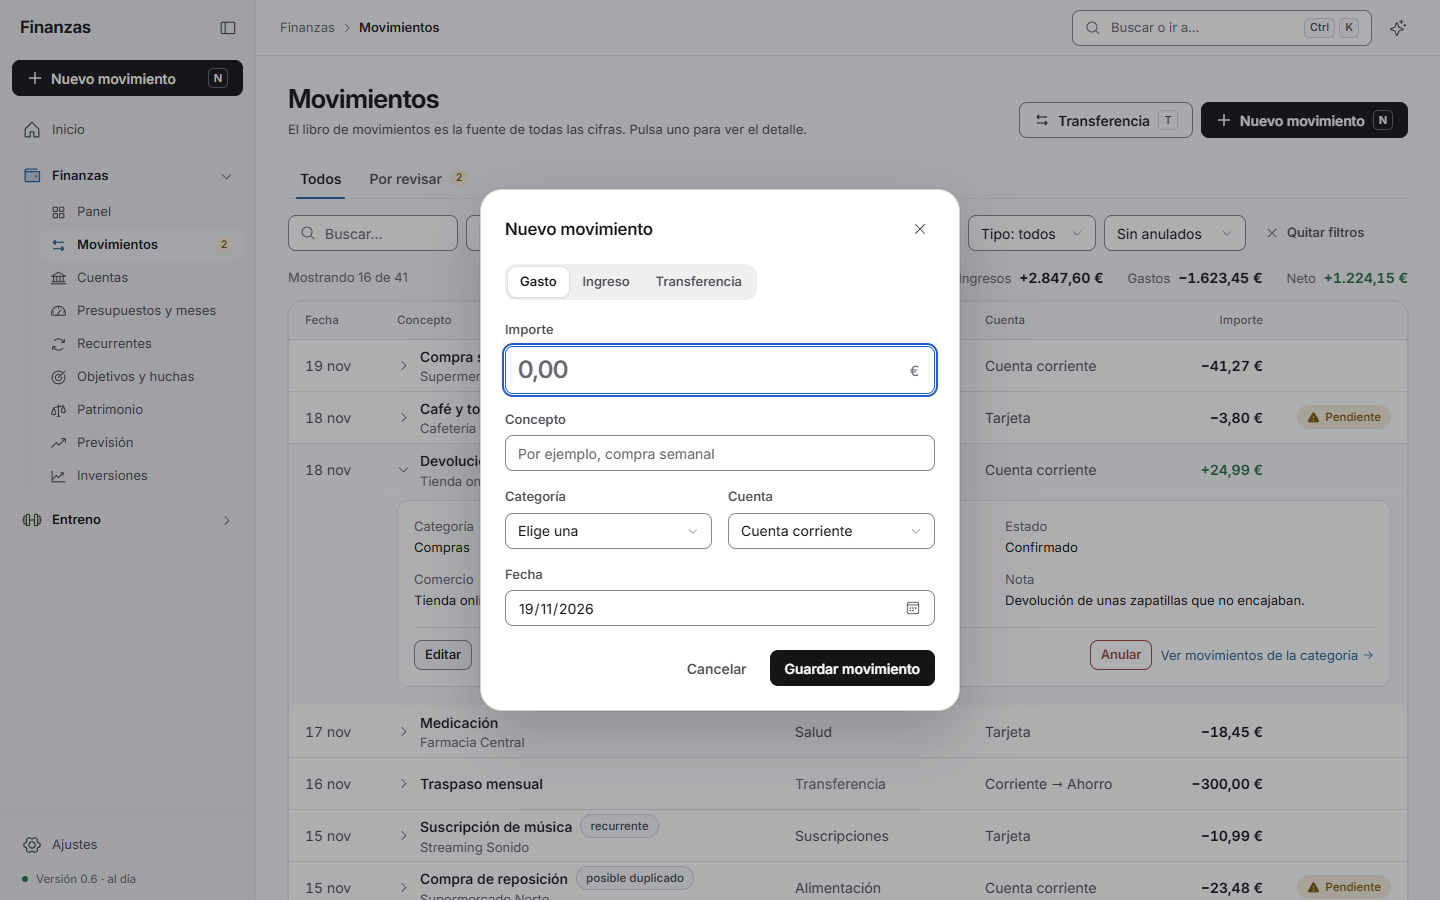 Finanzas
Nuevo movimiento N
Inicio
Finanzas
Panel
Movimientos 2
Cuentas
Presupuestos y meses
Recurrentes
Objetivos y huchas
Patrimonio
Previsión
Inversiones
Entreno
Ajustes
Versión 0.6 · al día
Finanzas > Movimientos
Buscar o ir a... Ctrl K
Movimientos
El libro de movimientos es la fuente de todas las cifras. Pulsa uno para ver el detalle.
Transferencia T
Nuevo movimiento N
Todos
Por revisar 2
Buscar...
Tipo: todos
Sin anulados
Quitar filtros
Mostrando 16 de 41
Ingresos +2.847,60 € Gastos −1.623,45 € Neto +1.224,15 €
Fecha Concepto Cuenta Importe
19 nov Compra Cuenta corriente −41,27 €
18 nov Café y Tarjeta −3,80 € Pendiente
Cafetería
18 nov Cuenta corriente +24,99 €
Tienda
Categoría
Compras
Estado
Confirmado
Comercio
Tienda
Nota
Devolución de unas zapatillas que no encajaban.
Editar
Anular
Ver movimientos de la categoría →
17 nov Medicación Salud Tarjeta −18,45 €
Farmacia Central
16 nov Traspaso mensual Transferencia Corriente → Ahorro −300,00 €
15 nov Suscripción de música recurrente Suscripciones Tarjeta −10,99 €
Streaming Sonido
15 nov Compra de reposición posible duplicado Alimentación Cuenta corriente −23,48 € Pendiente
Supermercado Norte
Nuevo movimiento
Gasto Ingreso Transferencia
Importe
0,00 €
Concepto
Por ejemplo, compra semanal
Categoría Cuenta
Elige una Cuenta corriente
Fecha
19/11/2026
Cancelar Guardar movimiento